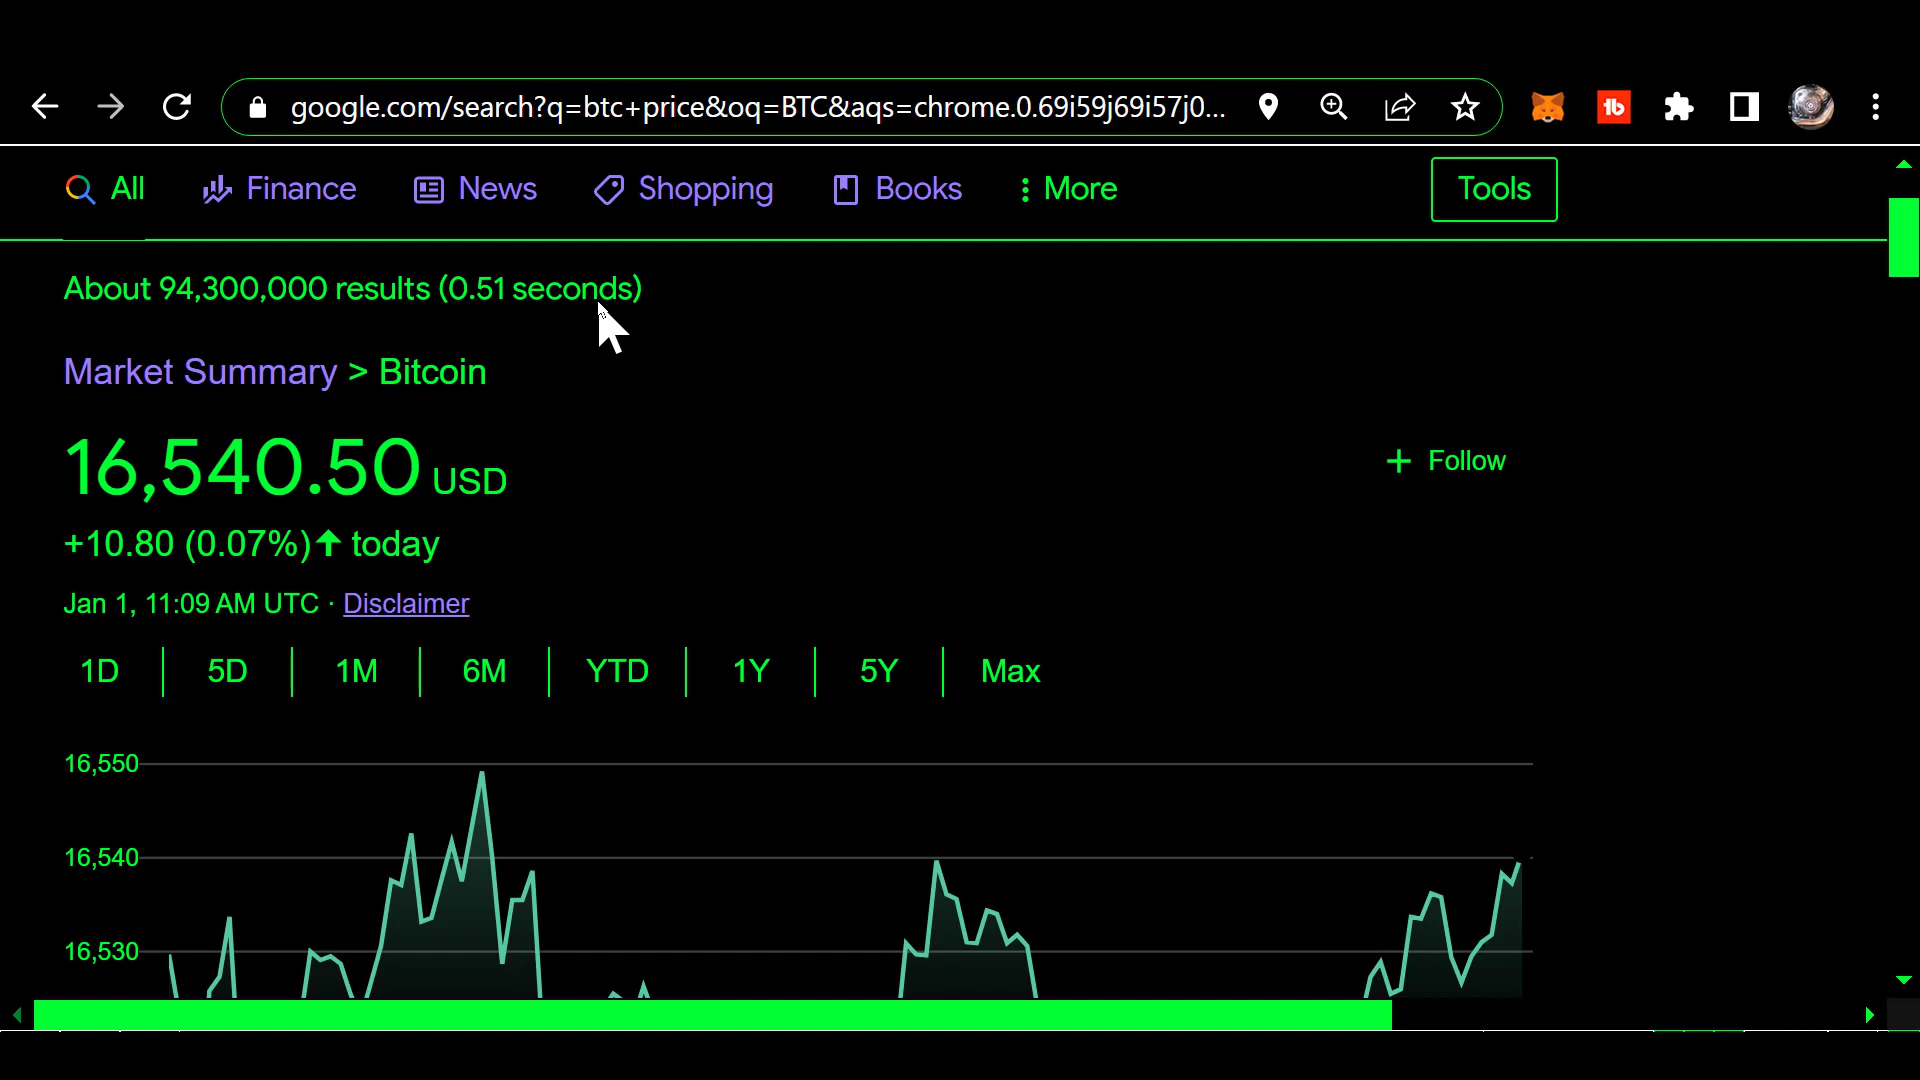 google.com/search?q=btc+price&oq=BTC&aqs=chrome.0.69i59j69i57j0...
tb
All Finance News Shopping Books More Tools
About 94,300,000 results (0.51 seconds)
Market Summary > Bitcoin
16,540.50 USD
+ Follow
+10.80 (0.07%) today
Jan 1, 11:09 AM UTC · Disclaimer
1D 5D 1M 6M YTD 1Y 5Y Max
16,550
16,540
16,530